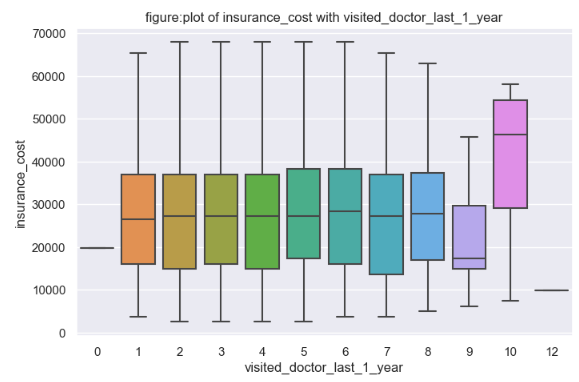 figure:plot of insurance_cost with visited_doctor_last_1_year
70000
60000
50000
40000
30000
20000
10000
0
insurance_cost
0 1 2 3 4 5 6 7 8 9 10 12
visited_doctor_last_1_year